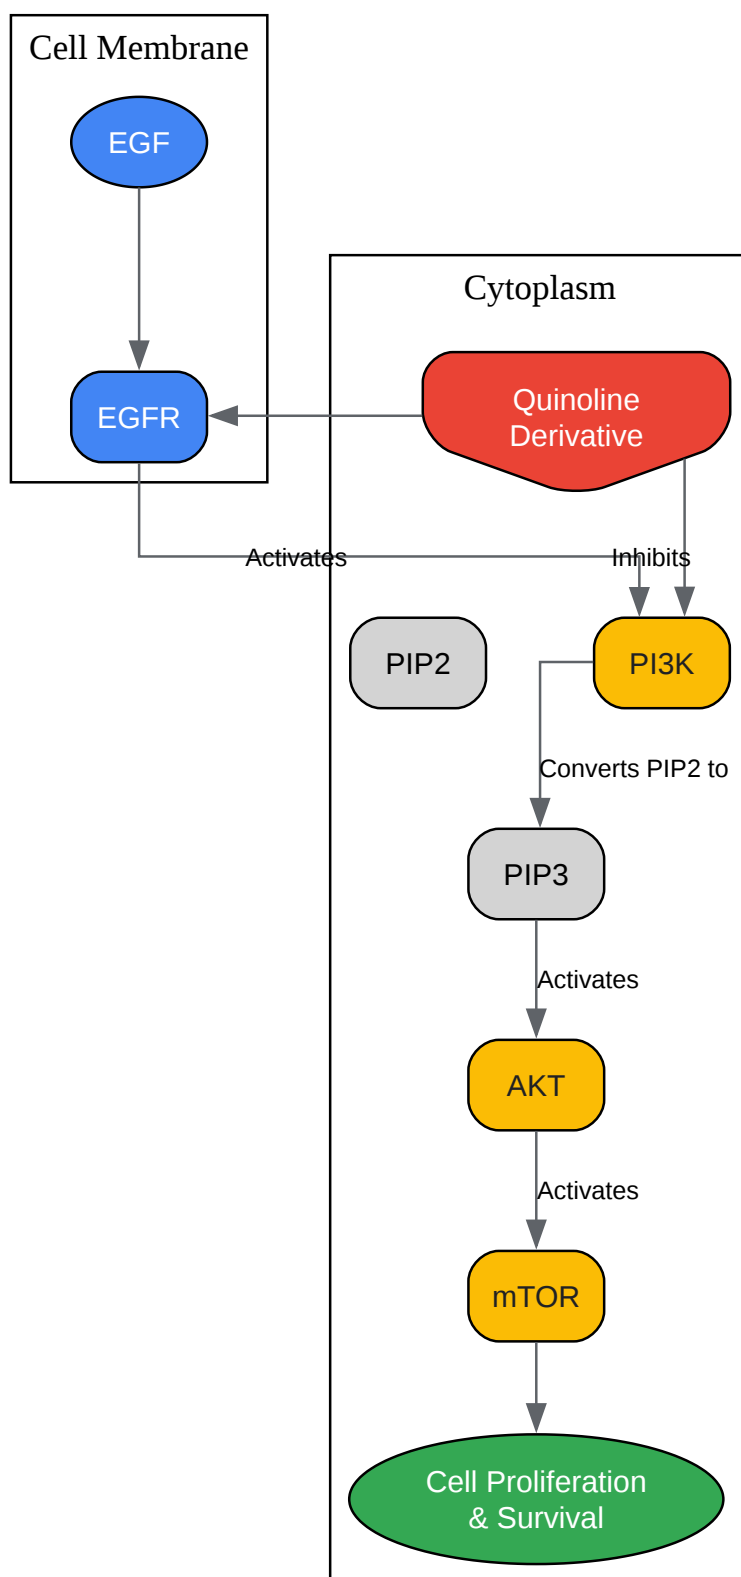 Cell Membrane
EGF
Cytoplasm
EGFR
Quinoline
Derivative
Activates
Inhibits
PIP2
PI3K
Converts PIP2 to
PIP3
Activates
AKT
Activates
mTOR
Cell Proliferation
& Survival